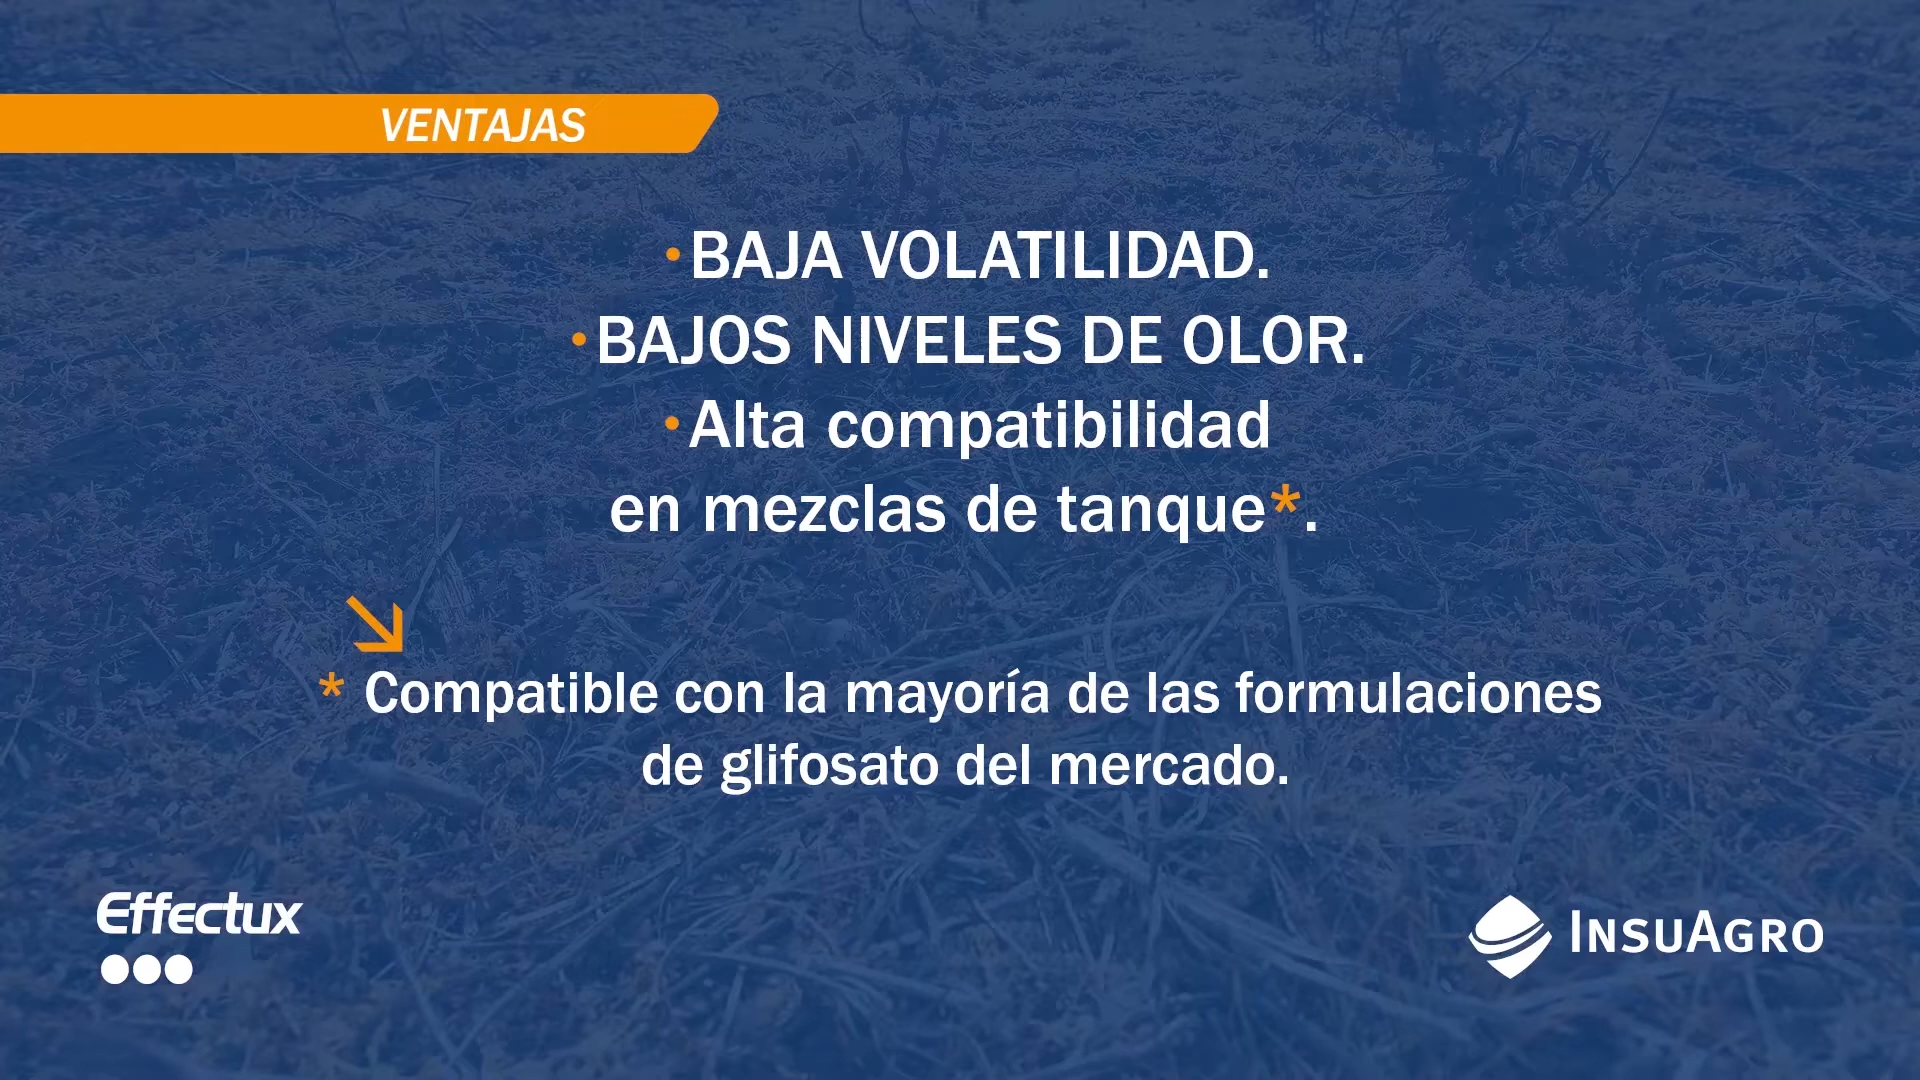 VENTAJAS
•BAJA VOLATILIDAD.
•BAJOS NIVELES DE OLOR.
•Alta compatibilidad
en mezclas de tanque*.
* Compatible con la mayoría de las formulaciones
de glifosato del mercado.
Effectux
INSUAGRO